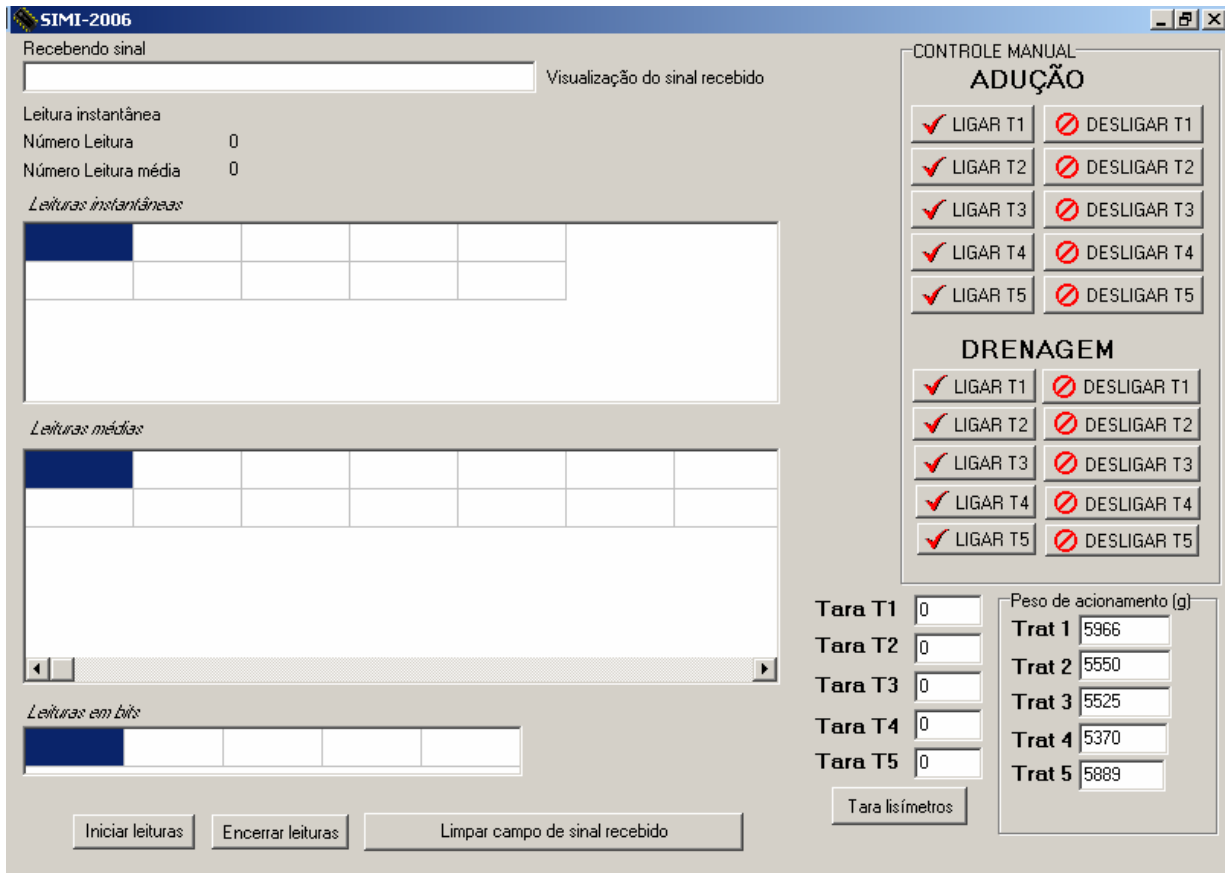 SIMI-2006
Recebendo sinal
Visualização do sinal recebido
Leitura instantânea
Número Leitura 0
Número Leitura média 0
Leituras instantâneas
Leituras médias
Leituras em bits
Iniciar leituras Encerrar leituras Limpar campo de sinal recebido
CONTROLE MANUAL
ADUÇÃO
LIGAR T1 DESLIGAR T1
LIGAR T2 DESLIGAR T2
LIGAR T3 DESLIGAR T3
LIGAR T4 DESLIGAR T4
LIGAR T5 DESLIGAR T5
DRENAGEM
LIGAR T1 DESLIGAR T1
LIGAR T2 DESLIGAR T2
LIGAR T3 DESLIGAR T3
LIGAR T4 DESLIGAR T4
LIGAR T5 DESLIGAR T5
Tara T1 0
Tara T2 0
Tara T3 0
Tara T4 0
Tara T5 0
Tara lisímetros
Peso de acionamento (g)
Trat 1 5966
Trat 2 5550
Trat 3 5525
Trat 4 5370
Trat 5 5889